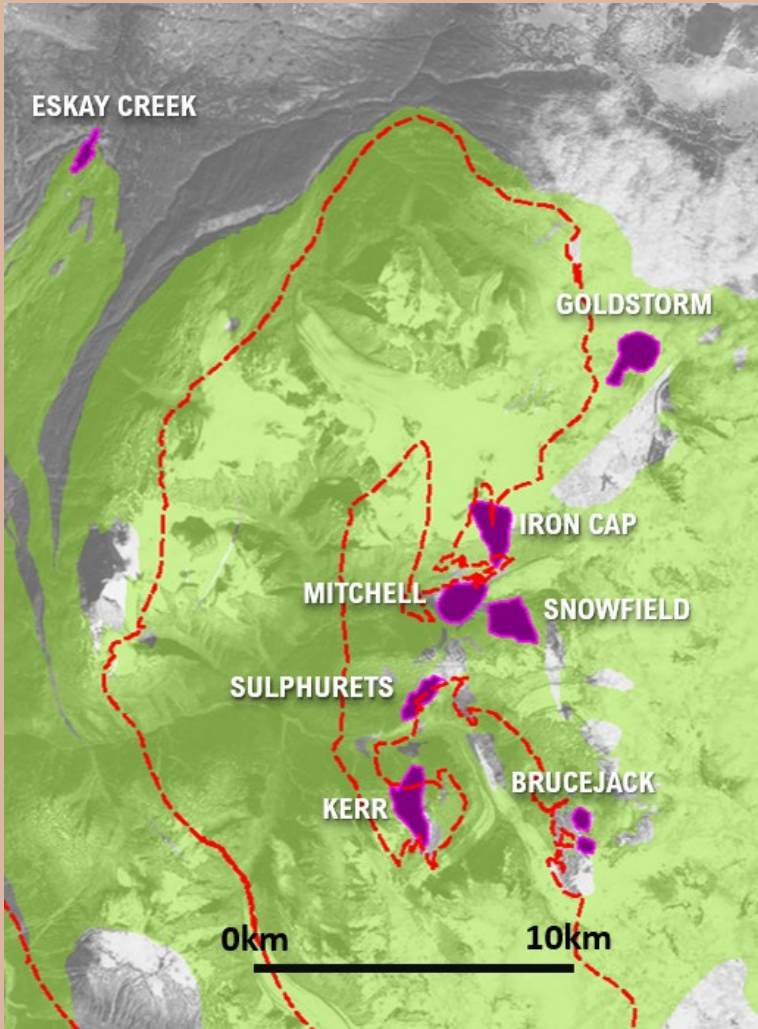 ESKAY CREEK
GOLDSTORM
IRON CAP
MITCHELL
SNOWFIELD
SULPHURETS
BRUCEJACK
KERR
0km 10km